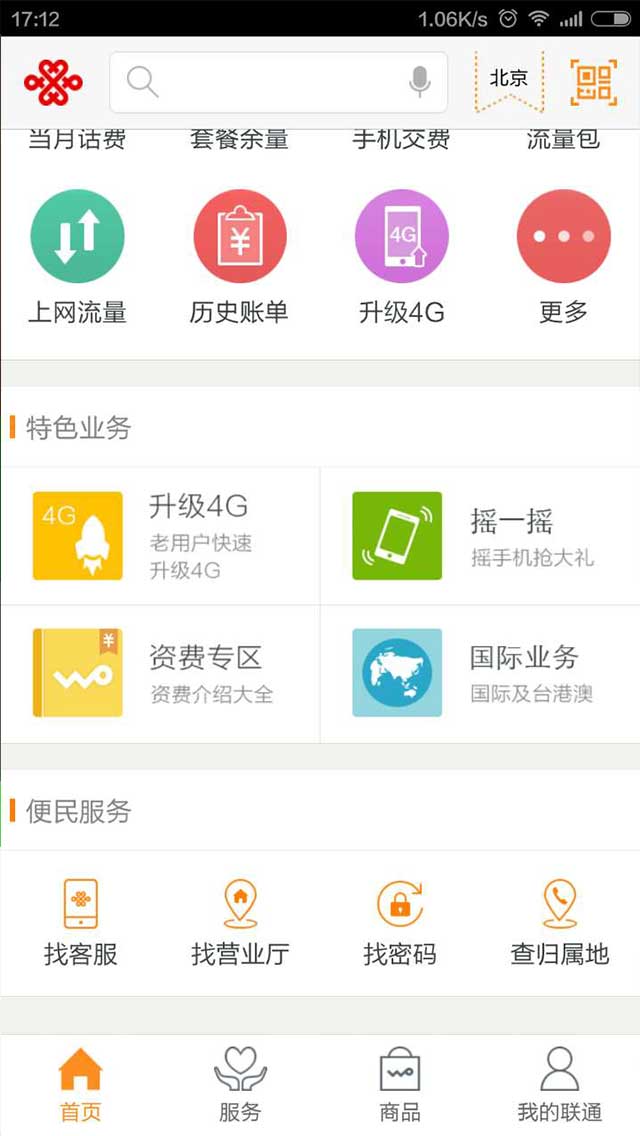 17:12 1.06K/s
北京
当月话费 套餐余量 手机交费 流量包
4G
上网流量 历史账单 升级4G 更多
特色业务
4G
升级4G
老用户快速
升级4G
摇一摇
摇手机抢大礼
资费专区
资费介绍大全
国际业务
国际及台港澳
便民服务
找客服 找营业厅 找密码 查归属地
首页 服务 商品 我的联通